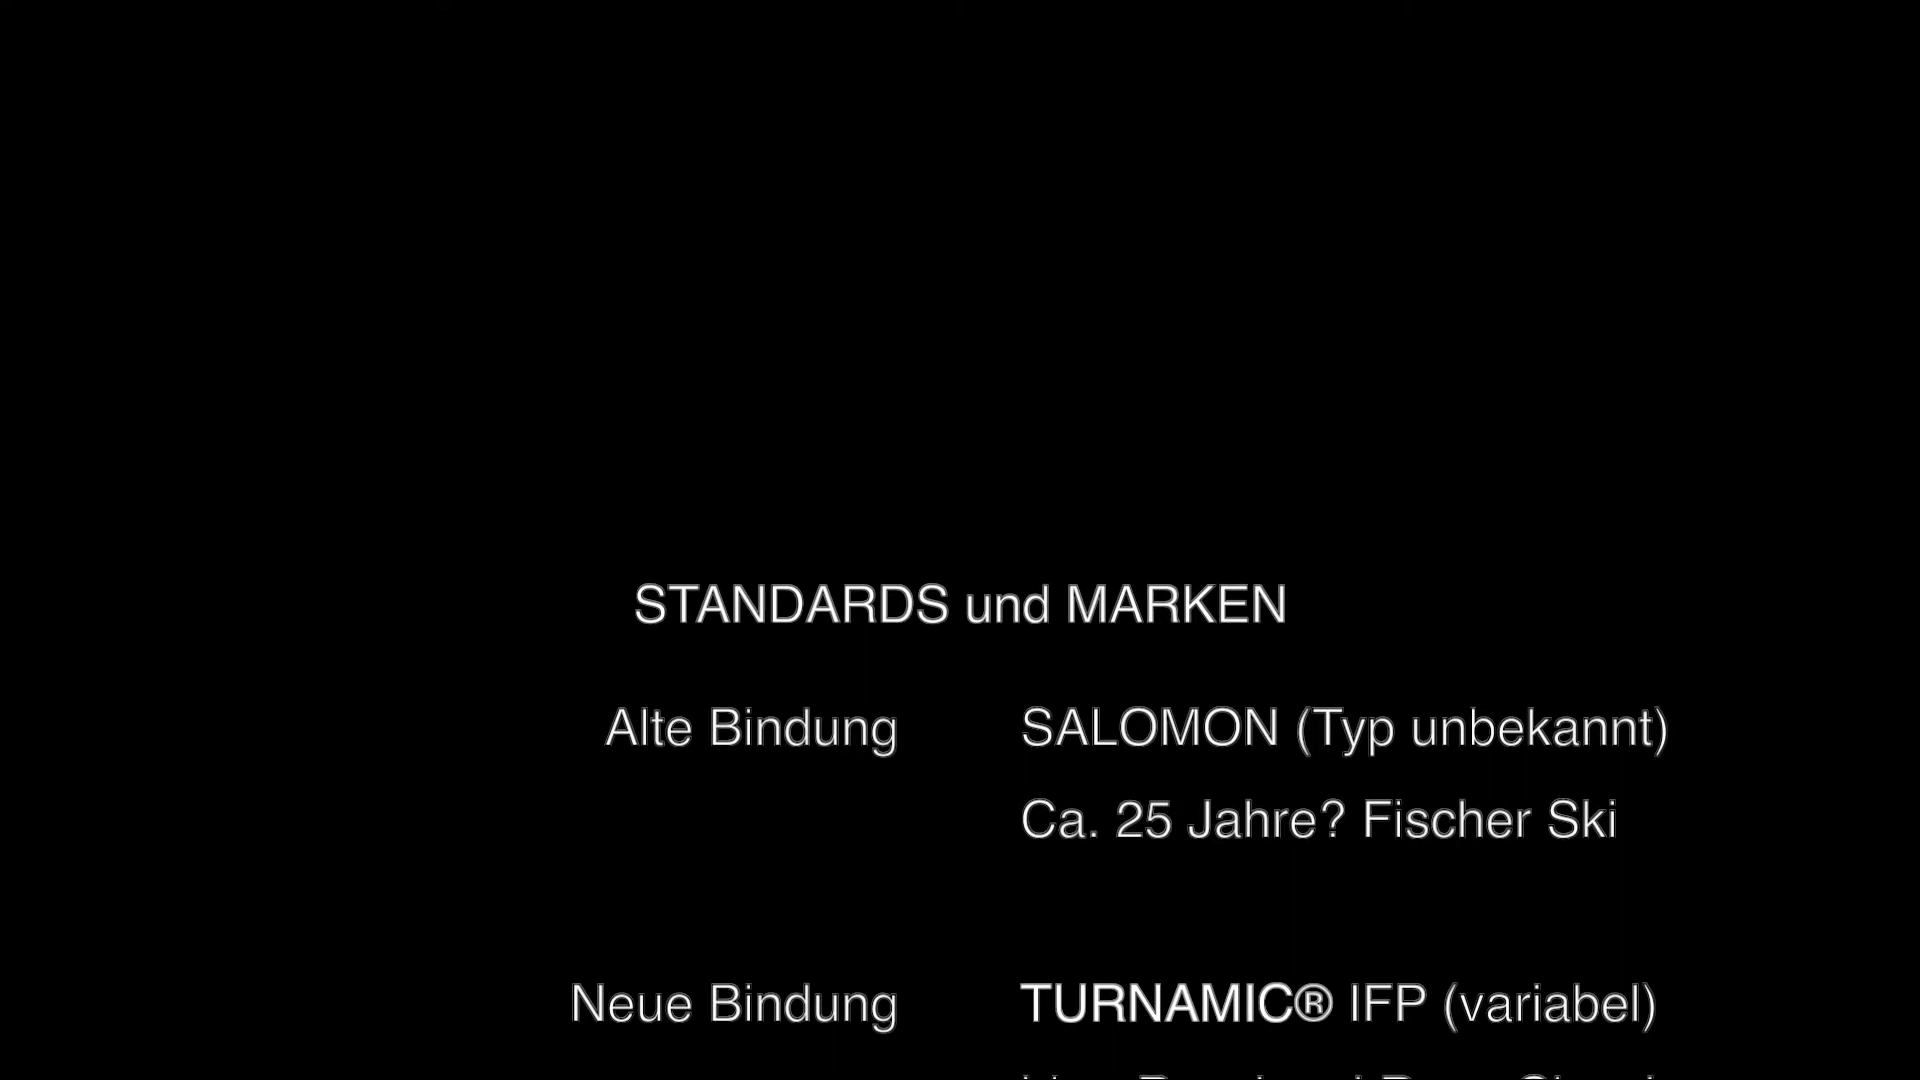 STANDARDS und MARKEN
Alte Bindung SALOMON (Typ unbekannt)
Ca. 25 Jahre? Fischer Ski
Neue Bindung TURNAMIC® IFP (variabel)